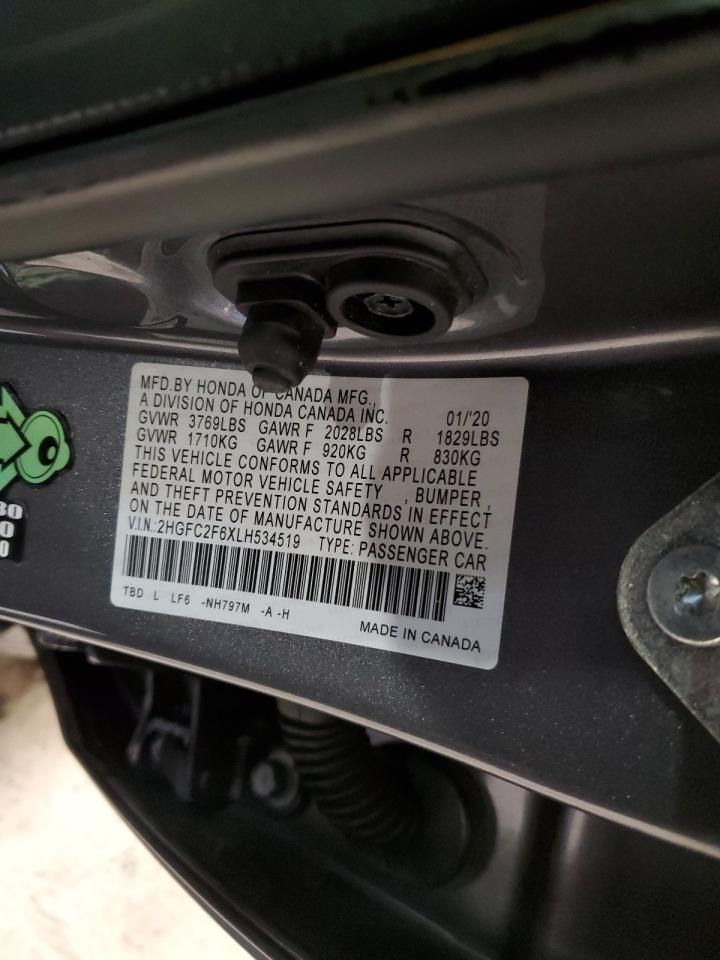 MFD.BY HONDA OF CANADA MFG.,
A DIVISION OF HONDA CANADA INC. 01/'20
GVWR 3769LBS GAWR F 2028LBS R 1829LBS
GVWR 1710KG GAWR F 920KG R 830KG
THIS VEHICLE CONFORMS TO ALL APPLICABLE
FEDERAL MOTOR VEHICLE SAFETY , BUMPER ,
AND THEFT PREVENTION STANDARDS IN EFFECT
ON THE DATE OF MANUFACTURE SHOWN ABOVE.
V.I.N.:2HGFC2F6XLH534519 TYPE: PASSENGER CAR
TBD L LF6 -NH797M -A -H
MADE IN CANADA